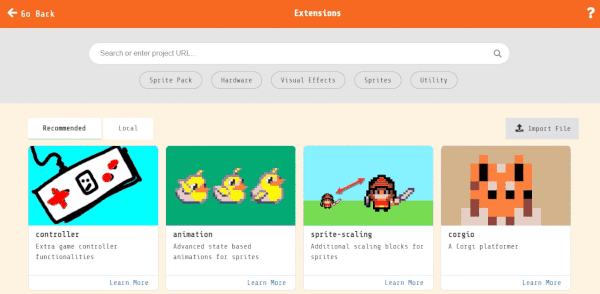 Go Back
Extensions
?
Search or enter project URL...
Sprite Pack
Hardware
Visual Effects
Sprites
Utility
Recommended
Local
Import File
controller
Extra game controller
functionalities
Learn More
animation
Advanced state based
animations for sprites
Learn More
sprite-scaling
Additional scaling blocks for
sprites
Learn More
corgio
A Corgi platformer
Learn More